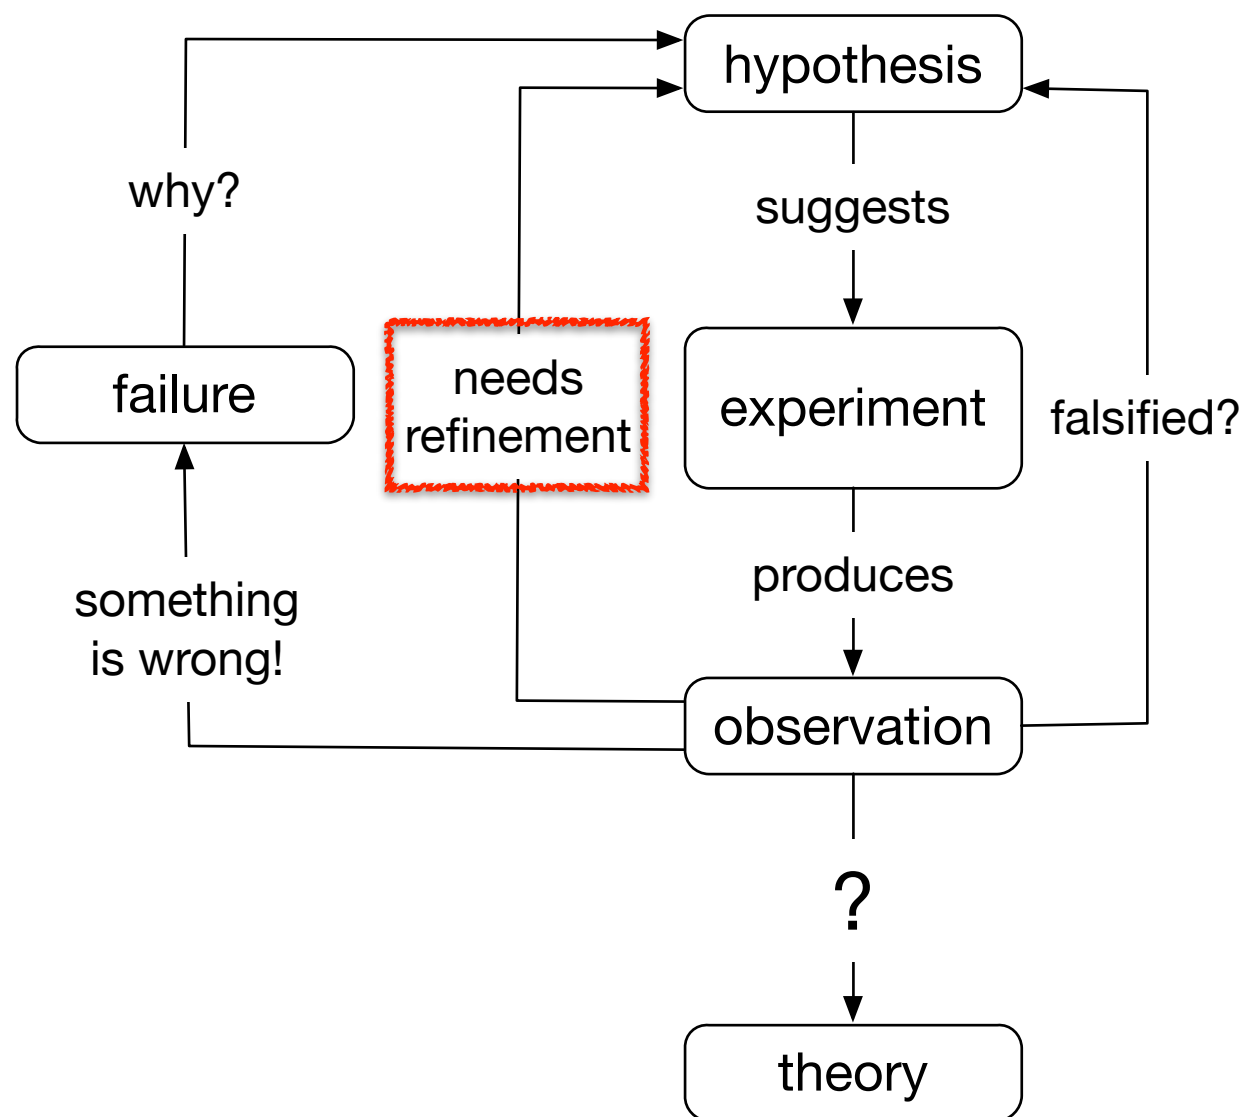 hypothesis
why?
suggests
failure
needs
refinement
experiment
falsified?
something
is wrong!
produces
observation
?
theory